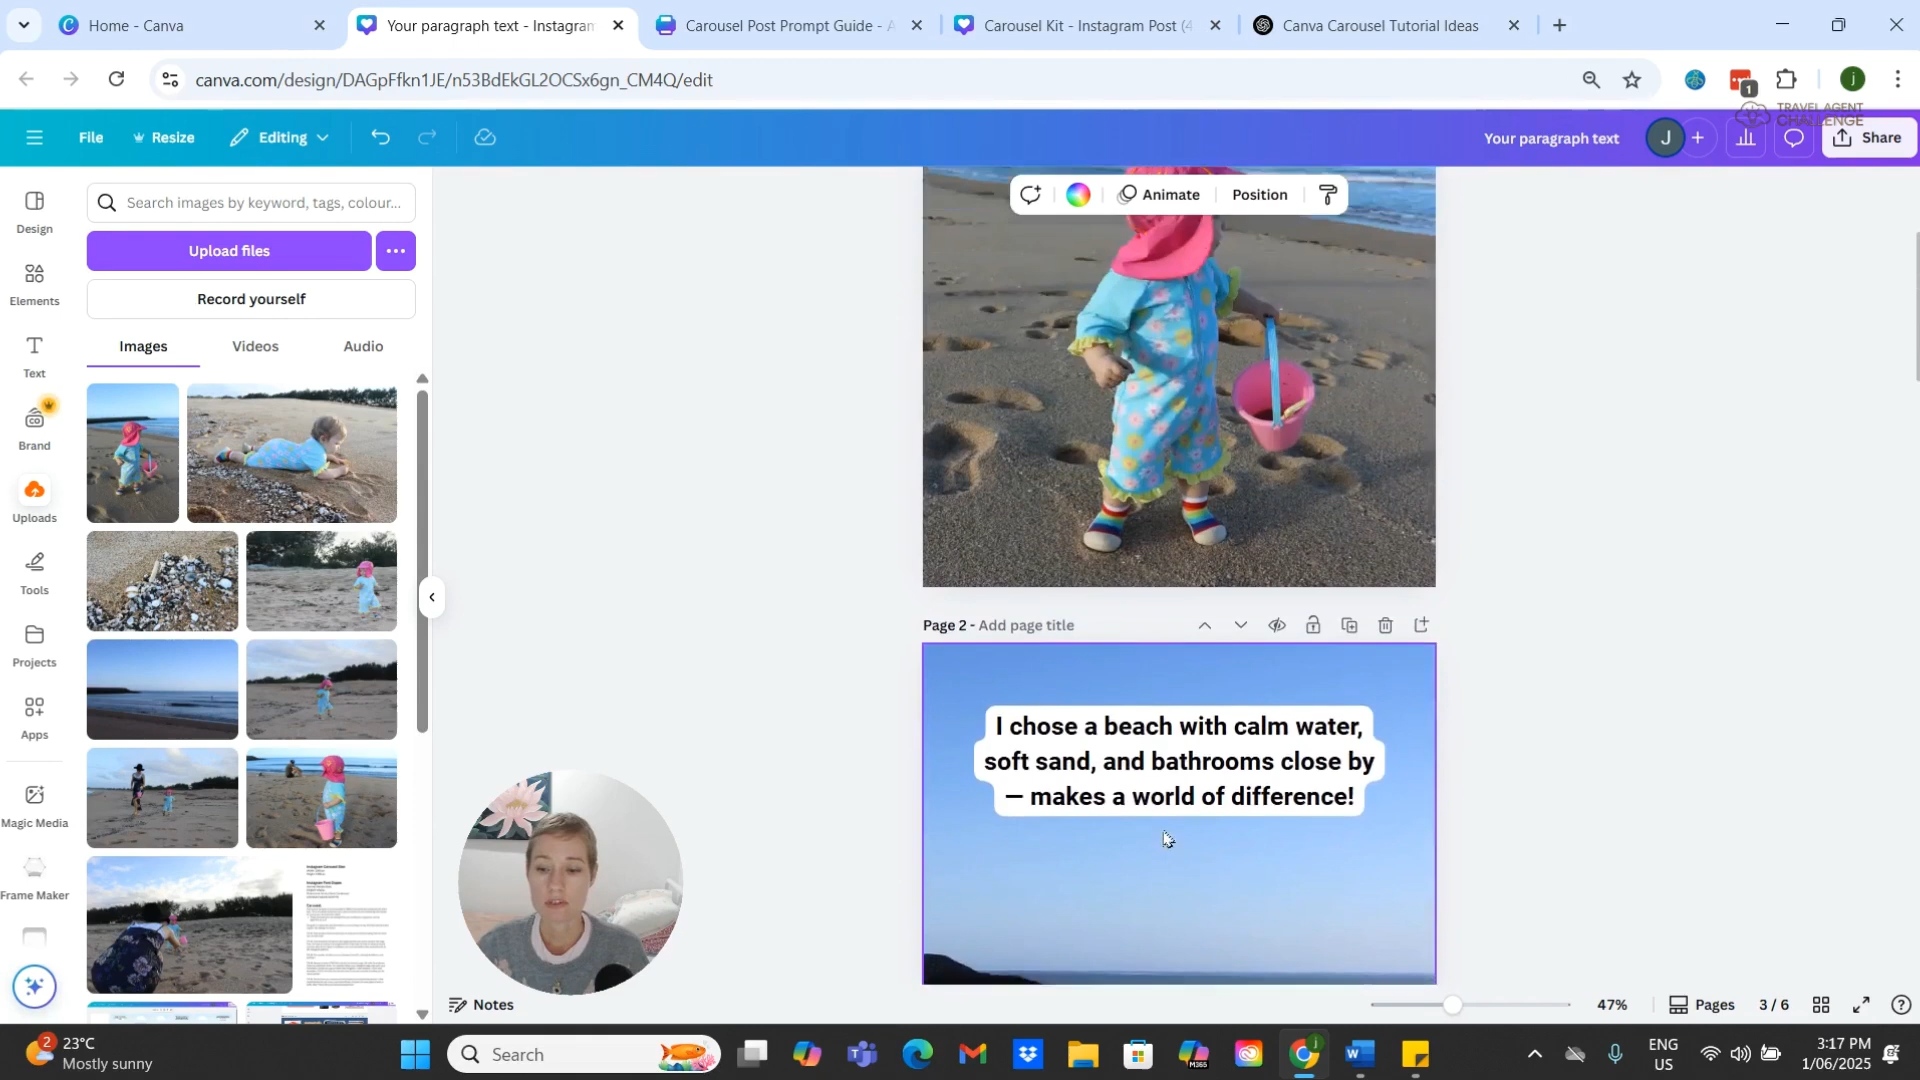 Home - Canva
Your paragraph text - Instagram
Carousel Post Prompt Guide - A
Carousel Kit - Instagram Post (4
Canva Carousel Tutorial Ideas
canva.com/design/DAGpFfkn1JE/n53BdEkGL2OCSx6gn_CM4Q/edit
1
j
TRAVEL AGENT
CHALLENGE
File
Resize
Editing
Your paragraph text
J
Share
Design
Elements
Text
Brand
Uploads
Tools
Projects
Apps
Magic Media
Frame Maker
Search images by keyword, tags, colour...
Upload files
Record yourself
Images
Videos
Audio
Animate
Position
Page 2 - Add page title
I chose a beach with calm water,
soft sand, and bathrooms close by
— makes a world of difference!
Notes
47%
Pages
3 / 6
2
23°C
Mostly sunny
Search
M365
ENG
US
3:17 PM
1/06/2025